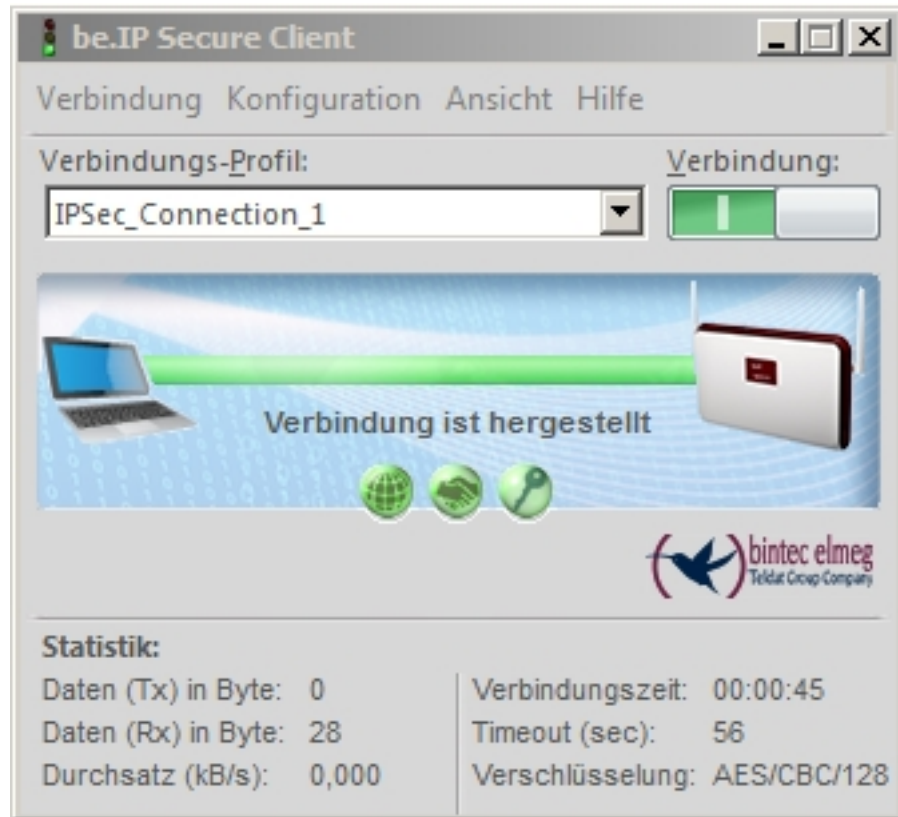 be.IP Secure Client
Verbindung Konfiguration Ansicht Hilfe
Verbindungs-Profil: Verbindung:
IPSec_Connection_1
Verbindung ist hergestellt
bintec elmeg
Teldat Group Company
Statistik:
Daten (Tx) in Byte: 0 Verbindungszeit: 00:00:45
Daten (Rx) in Byte: 28 Timeout (sec): 56
Durchsatz (kB/s): 0,000 Verschlüsselung: AES/CBC/128